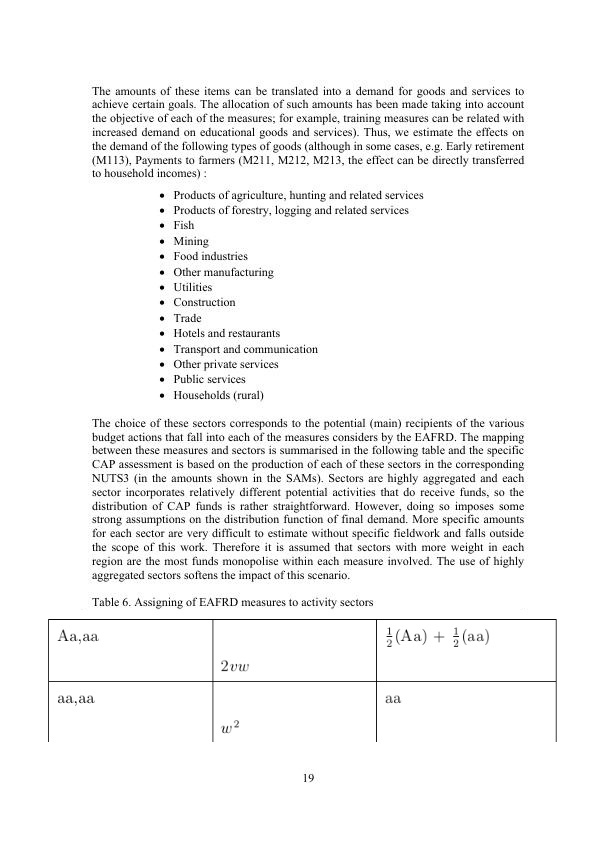 The amounts of these items can be translated into a demand for goods and services to
achieve certain goals. The allocation of such amounts has been made taking into account
the objective of each of the measures; for example, training measures can be related with
increased demand on educational goods and services). Thus, we estimate the effects on
the demand of the following types of goods (although in some cases, e.g. Early retirement
(M113), Payments to farmers (M211, M212, M213, the effect can be directly transferred
to household incomes) :
• Products of agriculture, hunting and related services
• Products of forestry, logging and related services
• Fish
• Mining
• Food industries
• Other manufacturing
• Utilities
• Construction
• Trade
• Hotels and restaurants
• Transport and communication
• Other private services
• Public services
• Households (rural)
The choice of these sectors corresponds to the potential (main) recipients of the various
budget actions that fall into each of the measures considers by the EAFRD. The mapping
between these measures and sectors is summarised in the following table and the specific
CAP assessment is based on the production of each of these sectors in the corresponding
NUTS3 (in the amounts shown in the SAMs). Sectors are highly aggregated and each
sector incorporates relatively different potential activities that do receive funds, so the
distribution of CAP funds is rather straightforward. However, doing so imposes some
strong assumptions on the distribution function of final demand. More specific amounts
for each sector are very difficult to estimate without specific fieldwork and falls outside
the scope of this work. Therefore it is assumed that sectors with more weight in each
region are the most funds monopolise within each measure involved. The use of highly
aggregated sectors softens the impact of this scenario.
Table 6. Assigning of EAFRD measures to activity sectors
Aa,aa 2vw ½(Aa) + ½(aa)
aa,aa w² aa
19